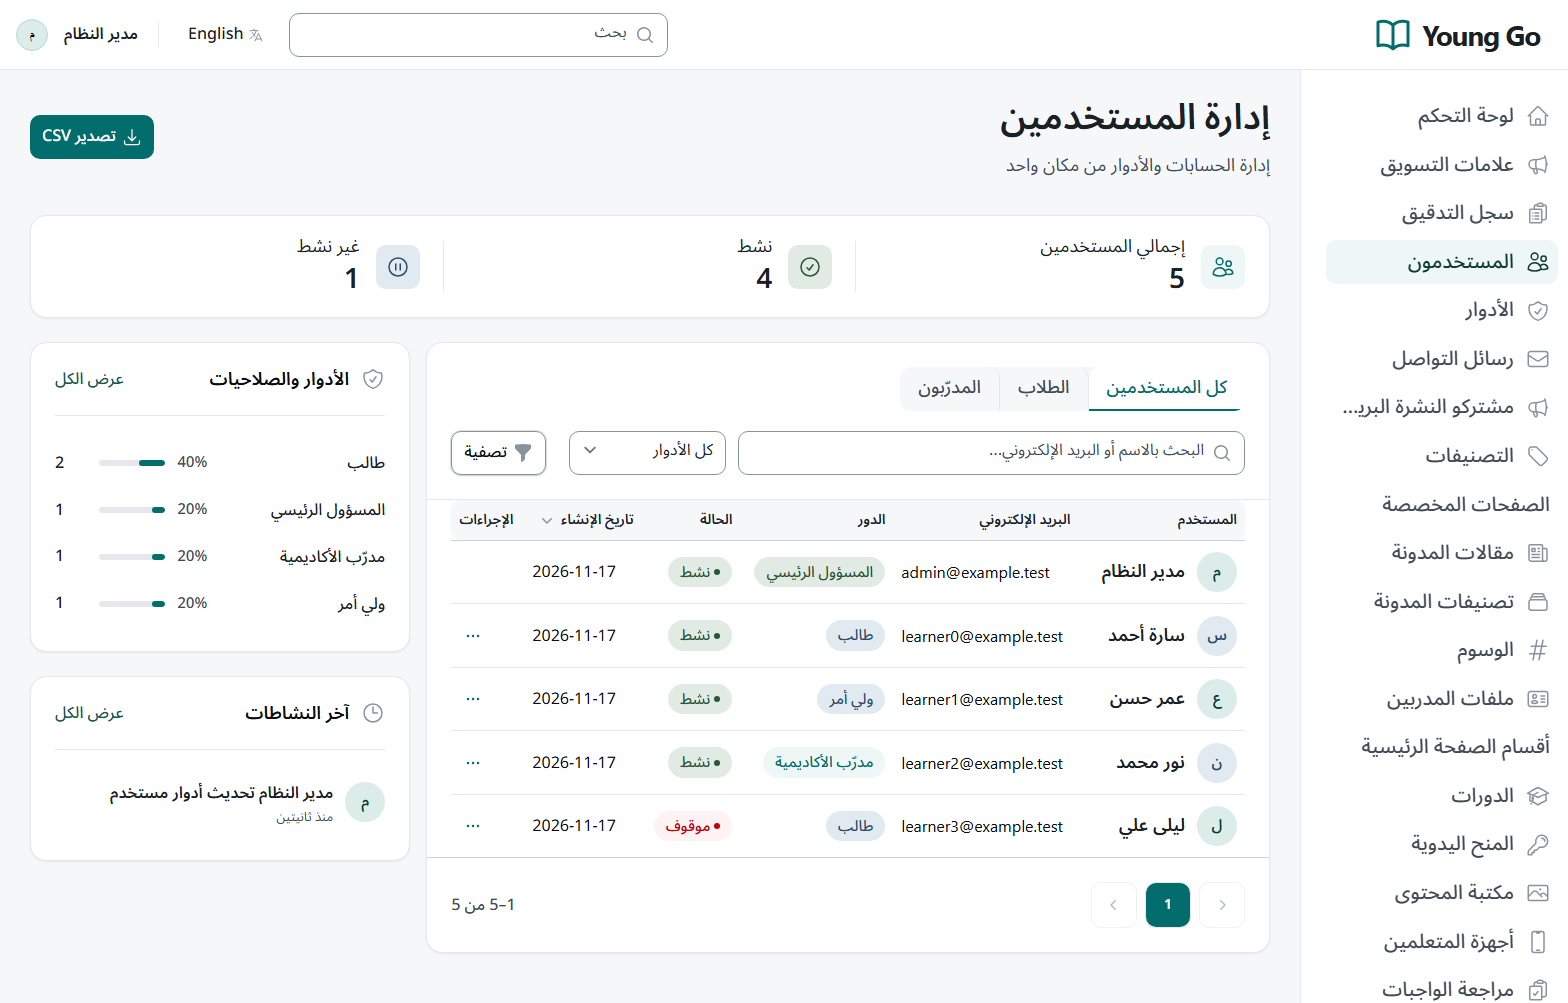 Young Go
بحث
English
مدير النظام
م
لوحة التحكم
علامات التسويق
سجل التدقيق
المستخدمون
الأدوار
رسائل التواصل
مشتركو النشرة البريـ...
التصنيفات
الصفحات المخصصة
مقالات المدونة
تصنيفات المدونة
الوسوم
ملفات المدربين
أقسام الصفحة الرئيسية
الدورات
المنح اليدوية
مكتبة المحتوى
أجهزة المتعلمين
مراجعة الواجبات
إدارة المستخدمين
إدارة الحسابات والأدوار من مكان واحد
تصدير CSV
إجمالي المستخدمين
5
نشط
4
غير نشط
1
كل المستخدمين
الطلاب
المدرّبون
البحث بالاسم أو البريد الإلكتروني...
كل الأدوار
تصفية
المستخدم البريد الإلكتروني الدور الحالة تاريخ الإنشاء الإجراءات
م مدير النظام admin@example.test المسؤول الرئيسي نشط 2026-11-17
س سارة أحمد learner0@example.test طالب نشط 2026-11-17 ...
ع عمر حسن learner1@example.test ولي أمر نشط 2026-11-17 ...
ن نور محمد learner2@example.test مدرّب الأكاديمية نشط 2026-11-17 ...
ل ليلى علي learner3@example.test طالب موقوف 2026-11-17 ...
1
1–5 من 5
الأدوار والصلاحيات
عرض الكل
طالب 40% 2
المسؤول الرئيسي 20% 1
مدرّب الأكاديمية 20% 1
ولي أمر 20% 1
آخر النشاطات
عرض الكل
م
مدير النظام تحديث أدوار مستخدم
منذ ثانيتين